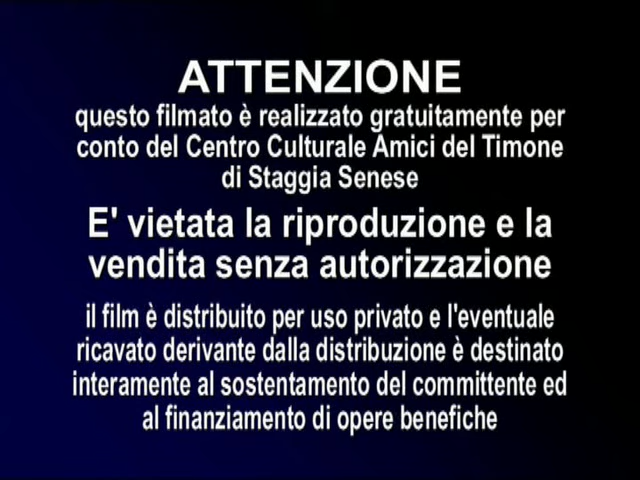 ATTENZIONE
questo filmato è realizzato gratuitamente per
conto del Centro Culturale Amici del Timone
di Staggia Senese
E' vietata la riproduzione e la
vendita senza autorizzazione
il film è distribuito per uso privato e l'eventuale
ricavato derivante dalla distribuzione è destinato
interamente al sostentamento del committente ed
al finanziamento di opere benefiche